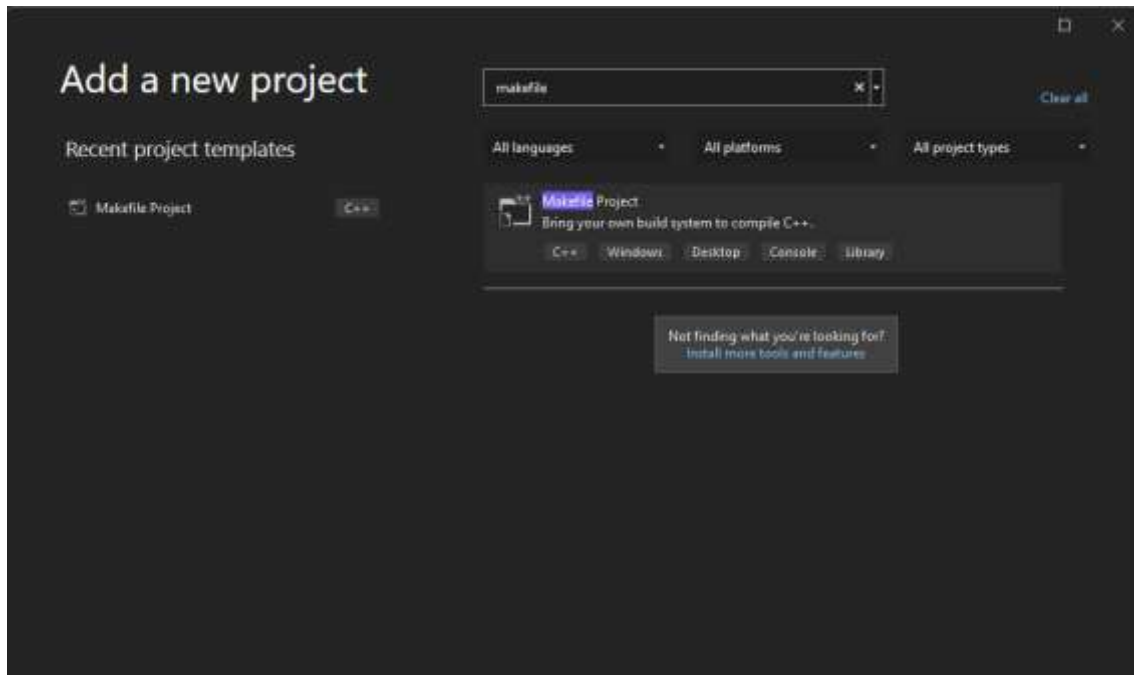 Add a new project
makefile
Clear all
Recent project templates
All languages
All platforms
All project types
Makefile Project
C++
Makefile Project
Bring your own build system to compile C++.
C++ Windows Desktop Console Library
Not finding what you're looking for?
Install more tools and features